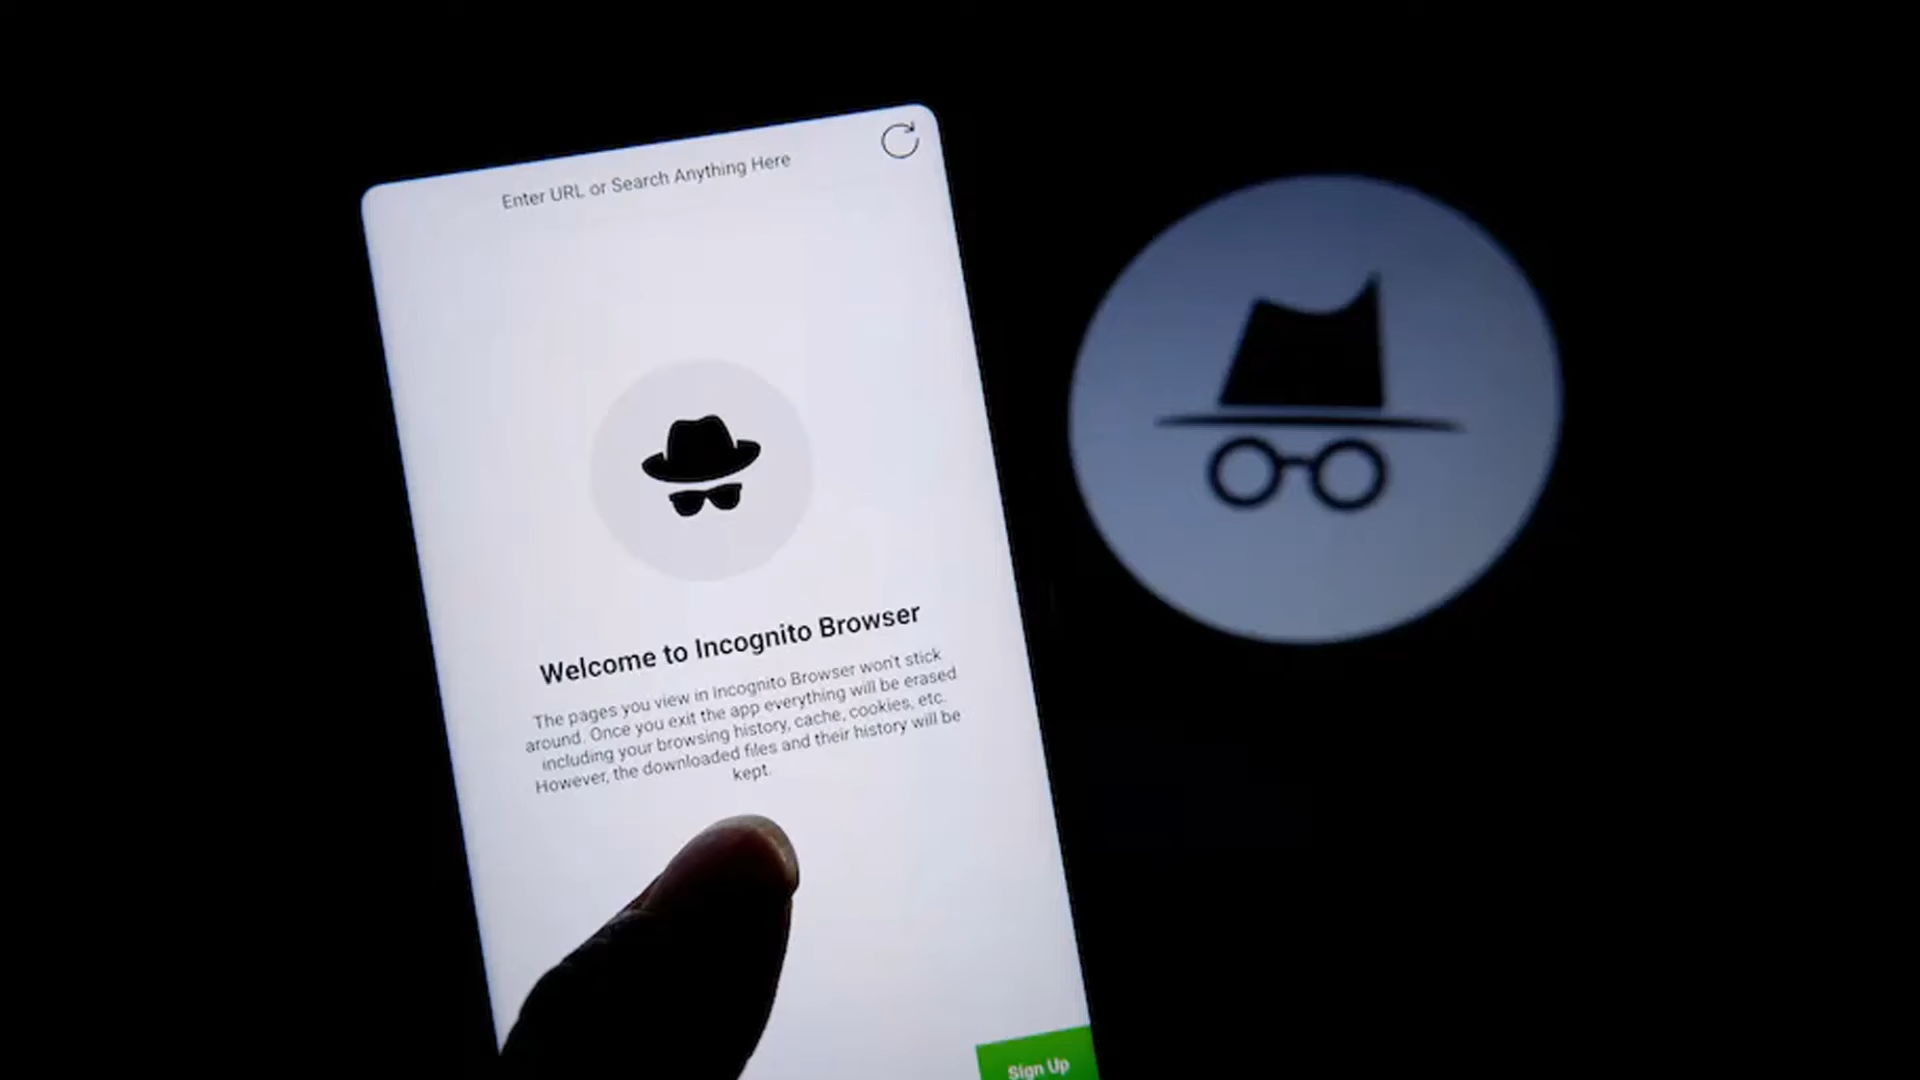 Enter URL or Search Anything Here
Welcome to Incognito Browser
The pages you view in Incognito Browser won't stick
around. Once you exit the app everything will be erased
including your browsing history, cache, cookies, etc.
However, the downloaded files and their history will be
kept.
Sign Up